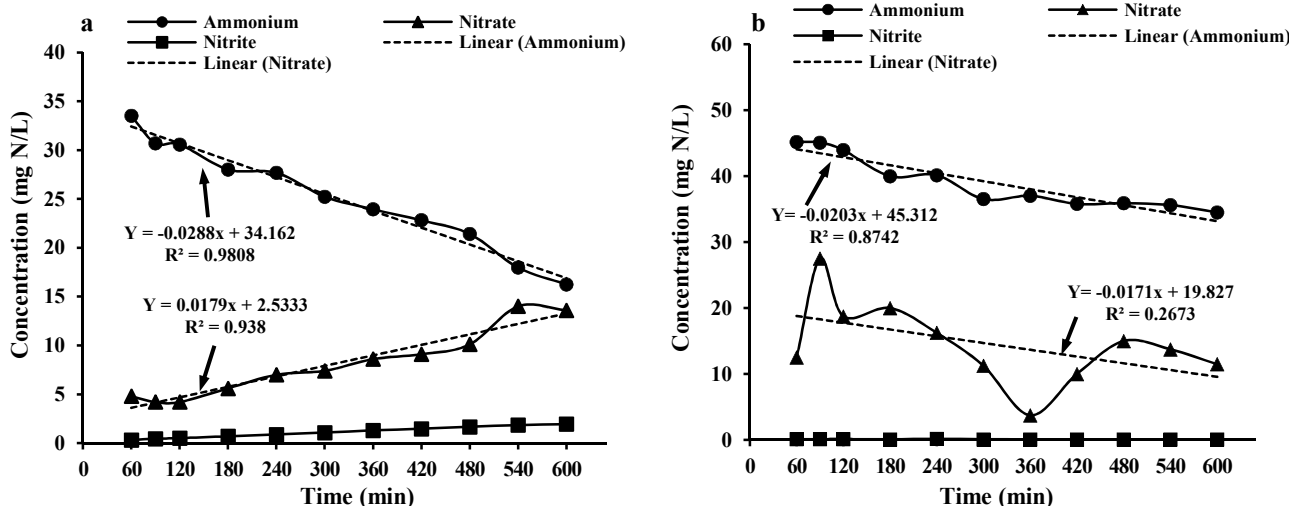 a
Ammonium
Nitrate
Nitrite
Linear (Ammonium)
Linear (Nitrate)
Concentration (mg N/L)
40
35
30
25
20
15
10
5
0
Y = -0.0288x + 34.162
R² = 0.9808
Y = 0.0179x + 2.5333
R² = 0.938
0 60 120 180 240 300 360 420 480 540 600
Time (min)
b
Ammonium
Nitrate
Nitrite
Linear (Ammonium)
Linear (Nitrate)
Concentration (mg N/L)
60
50
40
30
20
10
0
Y= -0.0203x + 45.312
R² = 0.8742
Y= -0.0171x + 19.827
R² = 0.2673
0 60 120 180 240 300 360 420 480 540 600
Time (min)